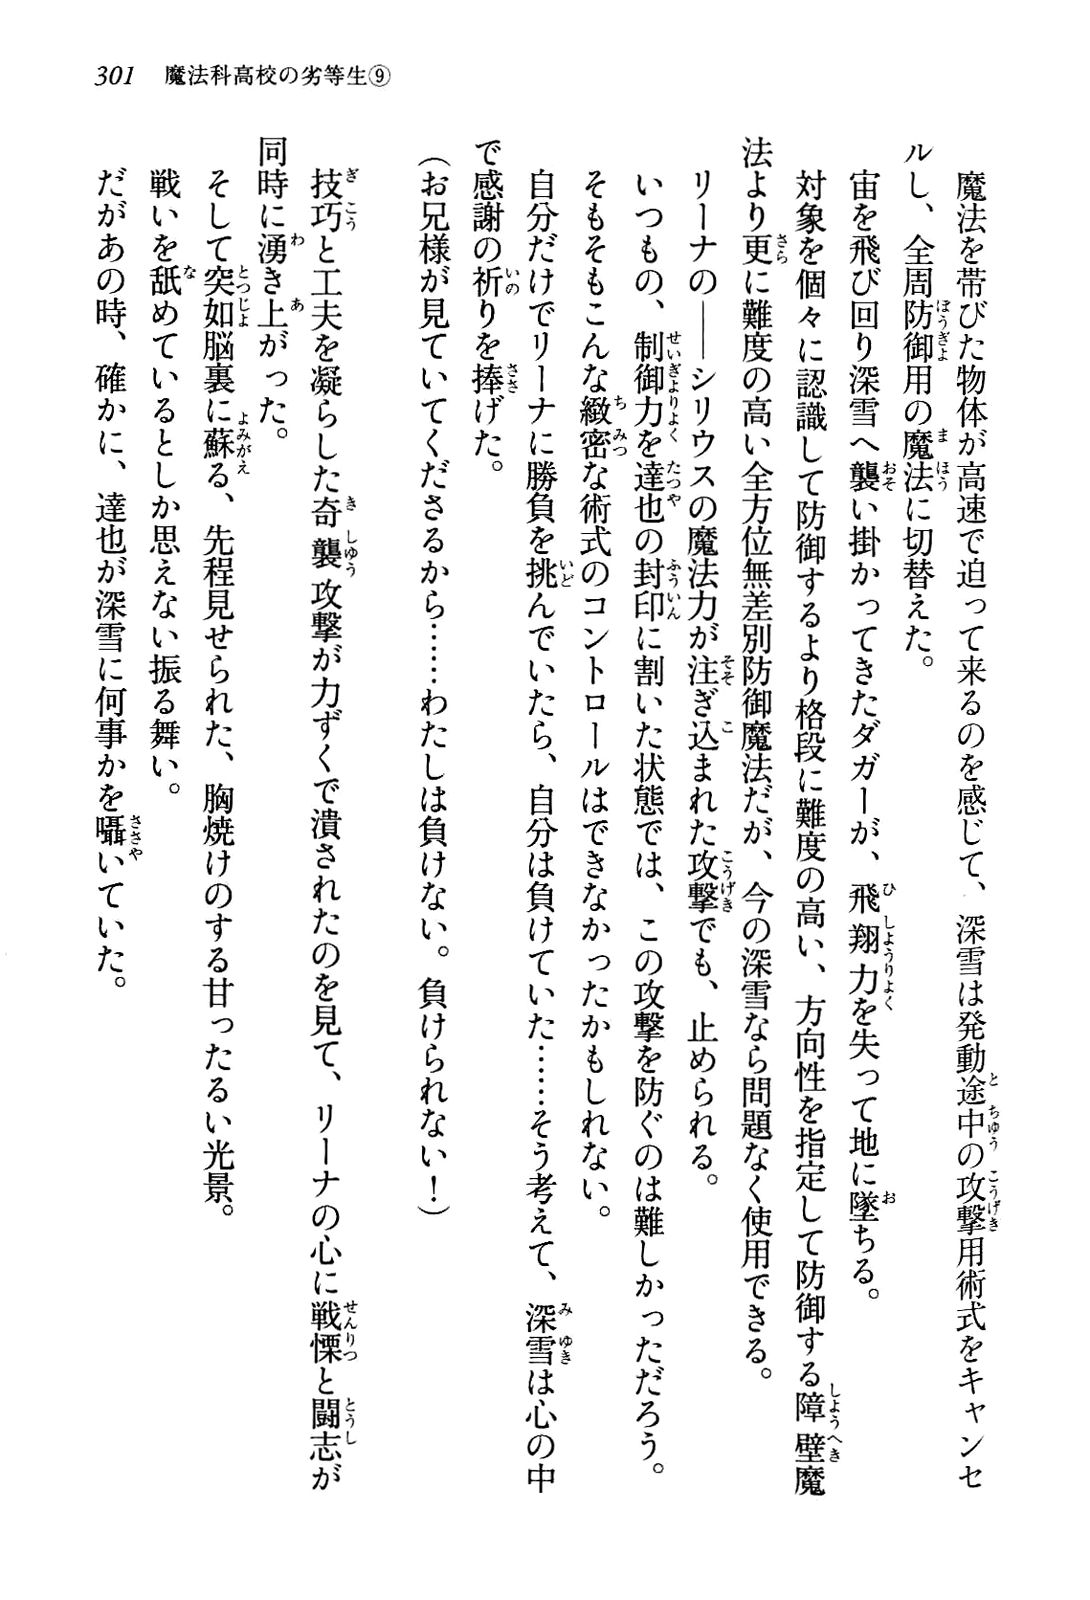 301 魔法科高校の劣等生⑨
魔法を帯びた物体が高速で迫って来るのを感じて、深雪は発動途中の攻撃用術式をキャンセ
ルし、全周防御用の魔法に切替えた。
宙を飛び回り深雪へ襲い掛かってきたダガーが、飛翔力を失って地に墜ちる。
対象を個々に認識して防御するより格段に難度の高い、方向性を指定して防御する障壁魔
法より更に難度の高い全方位無差別防御魔法だが、今の深雪なら問題なく使用できる。
リーナの——シリウスの魔法力が注ぎ込まれた攻撃でも、止められる。
いつもの、制御力を達也の封印に割いた状態では、この攻撃を防ぐのは難しかっただろう。
そもそもこんな緻密な術式のコントロールはできなかったかもしれない。
自分だけでリーナに勝負を挑んでいたら、自分は負けていた……そう考えて、深雪は心の中
で感謝の祈りを捧げた。
（お兄様が見ていてくださるから……わたしは負けない。負けられない！）
技巧と工夫を凝らした奇襲攻撃が力ずくで潰されたのを見て、リーナの心に戦慄と闘志が
同時に湧き上がった。
そして突如脳裏に蘇る、先程見せられた、胸焼けのする甘ったるい光景。
戦いを舐めているとしか思えない振る舞い。
だがあの時、確かに、達也が深雪に何事かを囁いていた。